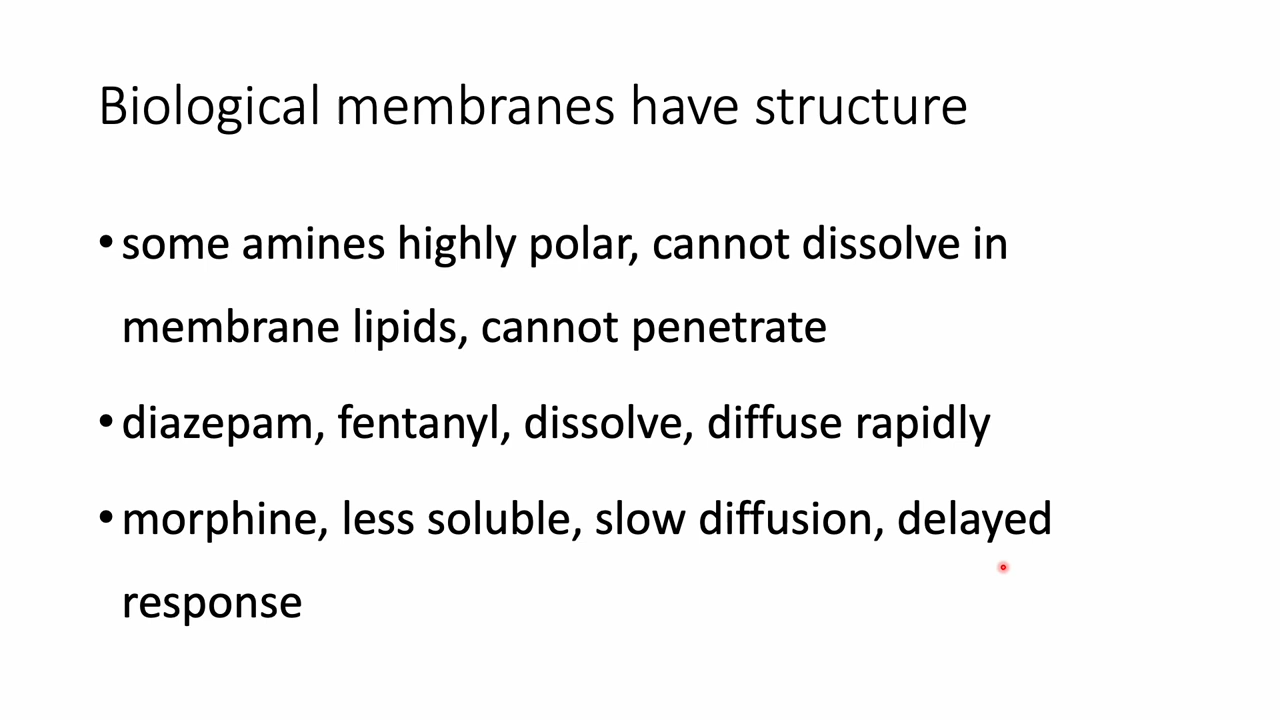 Biological membranes have structure
• some amines highly polar, cannot dissolve in
membrane lipids, cannot penetrate
• diazepam, fentanyl, dissolve, diffuse rapidly
• morphine, less soluble, slow diffusion, delayed
response